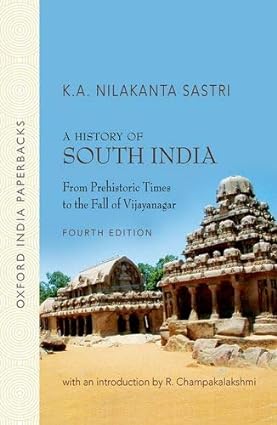 OXFORD INDIA PAPERBACKS
K.A. NILAKANTA SASTRI
A HISTORY OF
SOUTH INDIA
From Prehistoric Times
to the Fall of Vijayanagar
FOURTH EDITION
with an introduction by R. Champakalakshmi